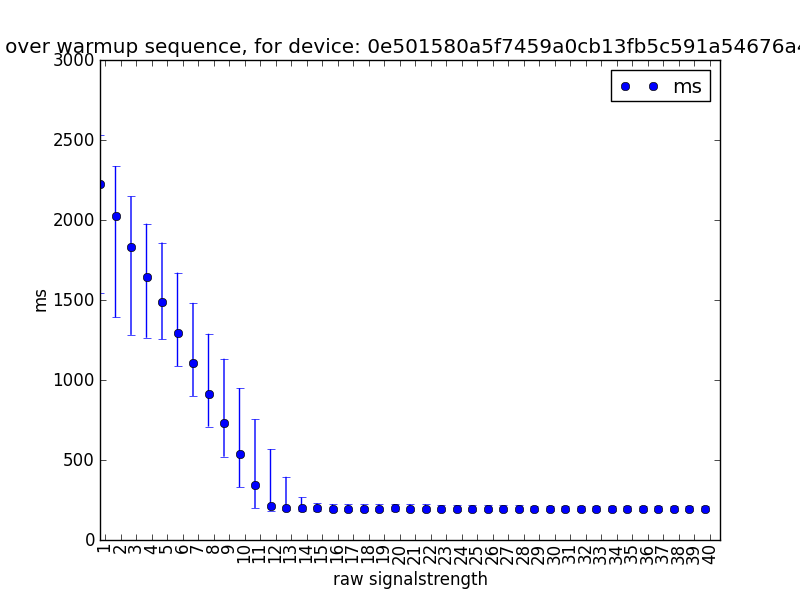 over warmup sequence, for device: 0e501580a5f7459a0cb13fb5c591a54676a4
ms
3000
2500
2000
1500
1000
500
0
ms
1 2 3 4 5 6 7 8 9 10 11 12 13 14 15 16 17 18 19 20 21 22 23 24 25 26 27 28 29 30 31 32 33 34 35 36 37 38 39 40
raw signalstrength